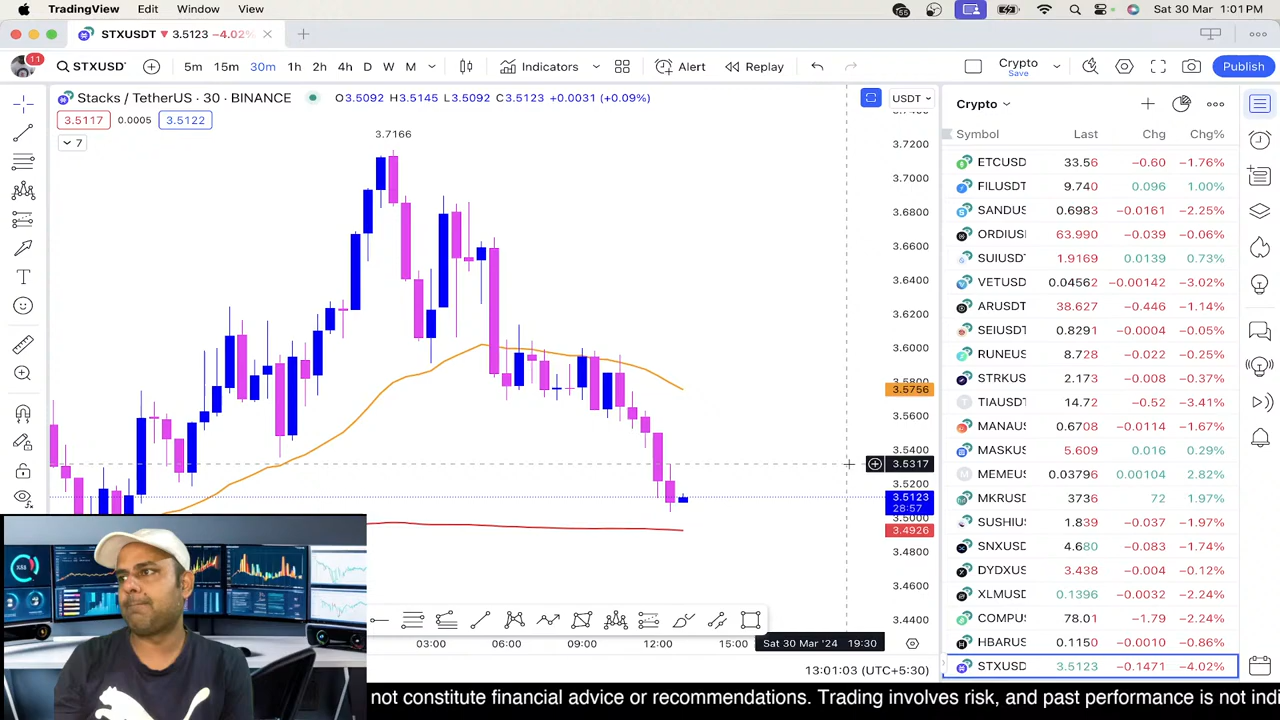 TradingView Edit Window View Sat 30 Mar 1:01 PM
STXUSDT 3.5123 −4.02%
11 STXUSD 5m 15m 30m 1h 2h 4h D W M Indicators Alert Replay Crypto Save Publish
Stacks / TetherUS · 30 · BINANCE O3.5092 H3.5145 L3.5092 C3.5123 +0.0031 (+0.09%) USDT
3.5117 0.0005 3.5122
7
3.7166
3.7200
3.7000
3.6800
3.6600
3.6400
3.6200
3.6000
3.5756
3.5600
3.5400
3.5317
3.5200
3.5123
28:57
3.5000
3.4926
3.4800
3.4600
3.4400
03:00 06:00 09:00 12:00 15:00 Sat 30 Mar '24 19:30
13:01:03 (UTC+5:30)
Crypto
Symbol Last Chg Chg%
ETCUSD 33.56 −0.60 −1.76%
FILUSDT 9.740 0.096 1.00%
SANDUS 0.6983 −0.0161 −2.25%
ORDIUS 63.990 −0.039 −0.06%
SUIUSDT 1.9169 0.0139 0.73%
VETUSD 0.04562 −0.00142 −3.02%
ARUSDT 38.627 −0.446 −1.14%
SEIUSDT 0.8291 −0.0004 −0.05%
RUNEUS 8.728 −0.022 −0.25%
STRKUS 2.173 −0.008 −0.37%
TIAUSDT 14.72 −0.52 −3.41%
MANAUS 0.6708 −0.0114 −1.67%
MASKU 5.609 0.016 0.29%
MEMEUS 0.03796 0.00104 2.82%
MKRUSD 3736 72 1.97%
SUSHIU 1.839 −0.037 −1.97%
SNXUSD 4.680 −0.083 −1.74%
DYDXU 3.438 −0.004 −0.12%
XLMUSD 0.1396 −0.0032 −2.24%
COMPU 78.01 −1.79 −2.24%
HBARUS 0.1150 −0.0010 −0.86%
STXUSD 3.5123 −0.1471 −4.02%
not constitute financial advice or recommendations. Trading involves risk, and past performance is not indi